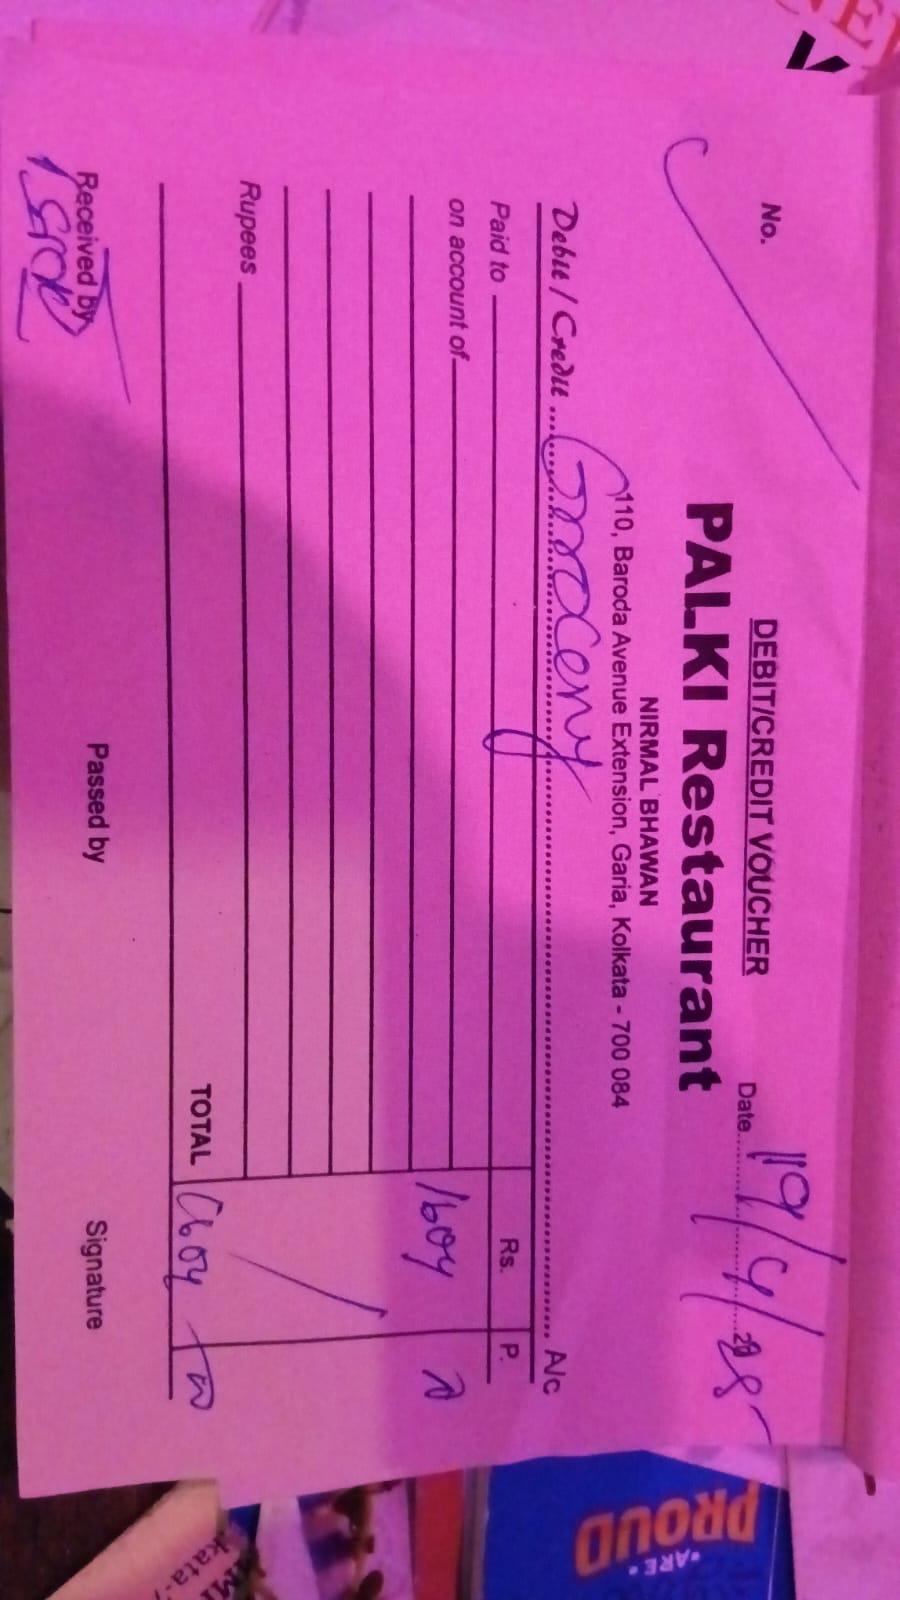 DEBIT/CREDIT VOUCHER
No.
Date 19/4/2025
PALKI Restaurant
NIRMAL BHAWAN
110, Baroda Avenue Extension, Garia, Kolkata - 700 084
Debit / Credit Grocery A/c
Paid to
Rs. P.
on account of
1604
Rupees
TOTAL 1604
Received by
Passed by
Signature
PROUD
ARE
kata-